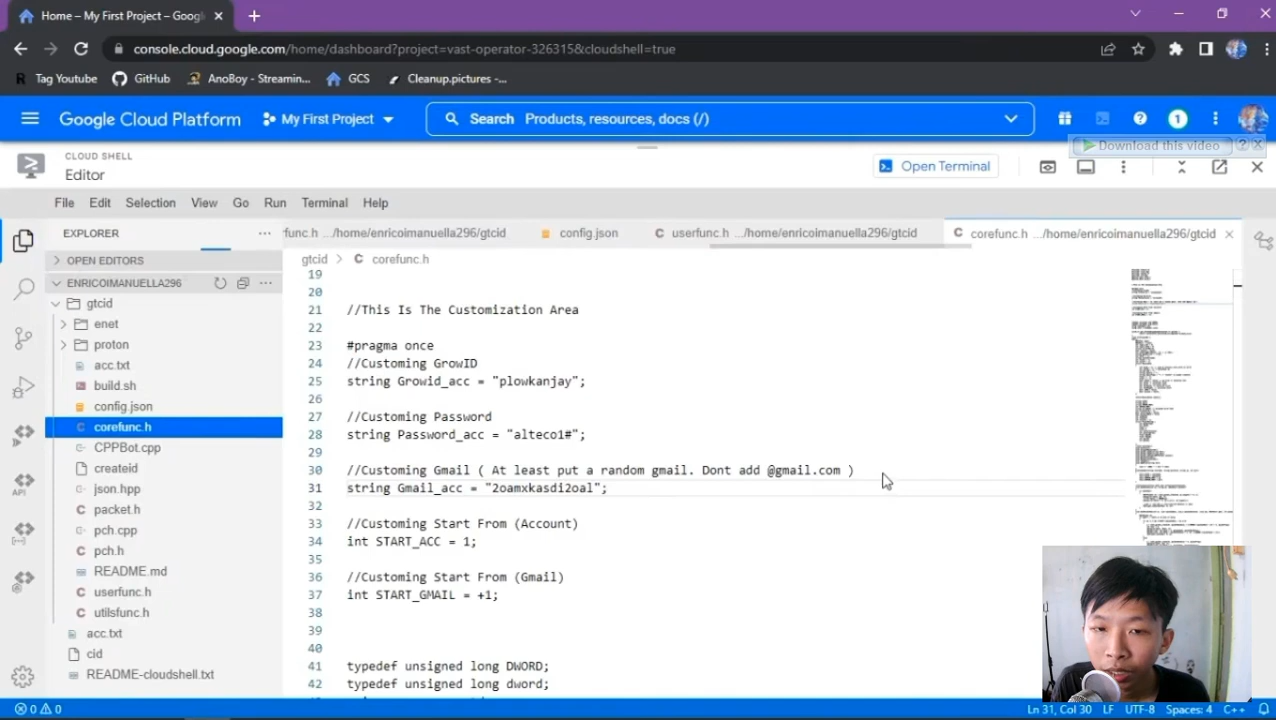 Home – My First Project – Goog
console.cloud.google.com/home/dashboard?project=vast-operator-326315&cloudshell=true
Tag Youtube
GitHub
AnoBoy - Streamin...
GCS
Cleanup.pictures -...
Google Cloud Platform
My First Project
Search Products, resources, docs (/)
1
Download this video
?
CLOUD SHELL
Editor
Open Terminal
File Edit Selection View Go Run Terminal Help
EXPLORER
func.h .../home/enricoimanuella296/gtcid
config.json
userfunc.h .../home/enricoimanuella296/gtcid
corefunc.h .../home/enricoimanuella296/gtcid
OPEN EDITORS
gtcid
corefunc.h
ENRICOIMANUELLA296
gtcid
enet
proton
acc.txt
build.sh
config.json
corefunc.h
CPPBot.cpp
createid
json.hpp
packet.h
pch.cpp
pch.h
README.md
userfunc.h
utilsfunc.h
acc.txt
cid
README-cloudshell.txt
API
19
20
21 //This Is The Customization Area
22
23 #pragma once
24 //Customing GrowID
25 string Growid_acc = "plowkanjay";
26
27 //Customing Password
28 string Password_acc = "alteco1#";
29
30 //Customing Gmail ( At least put a random gmail. Dont add @gmail.com )
31 string Gmail_
32
33 //Customing Start From (Account)
34 int START_ACC
35
36 //Customing Start From (Gmail)
37 int START_GMAIL = +1;
38
39
40
41 typedef unsigned long DWORD;
42 typedef unsigned long dword;
0 0
Ln 31, Col 30 LF UTF-8 Spaces: 4 C++